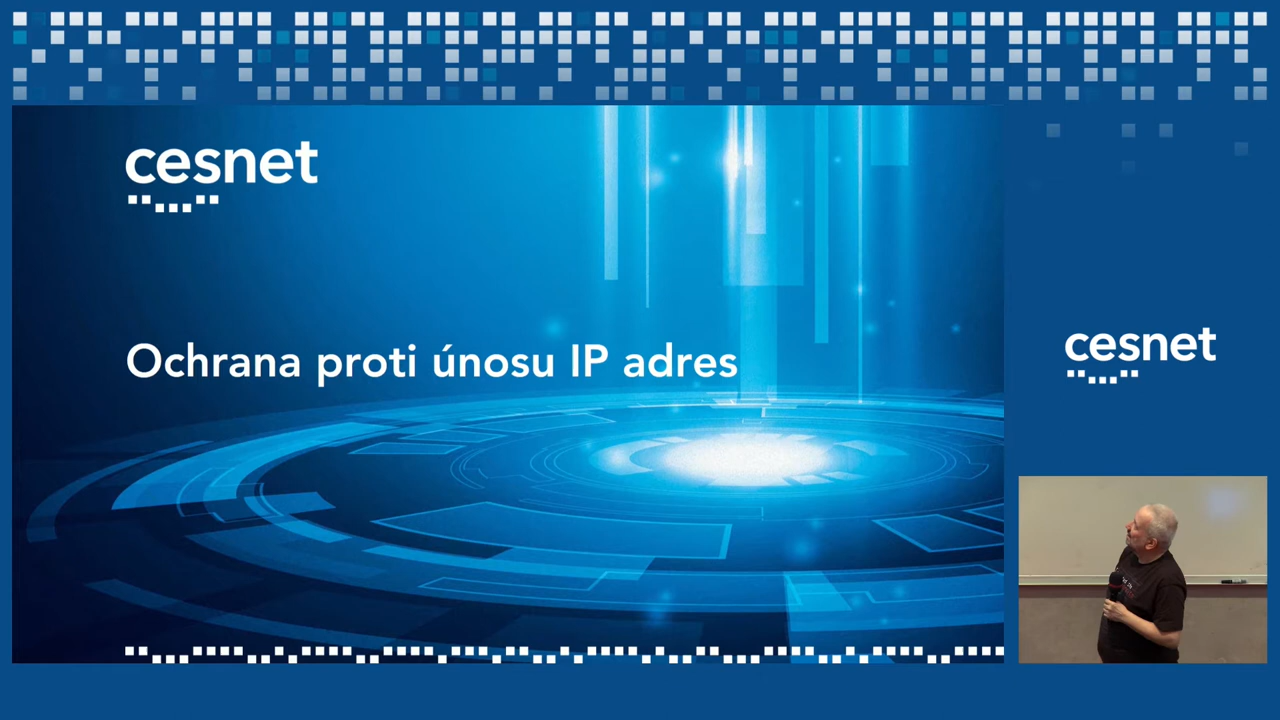 cesnet
Ochrana proti únosu IP adres
cesnet